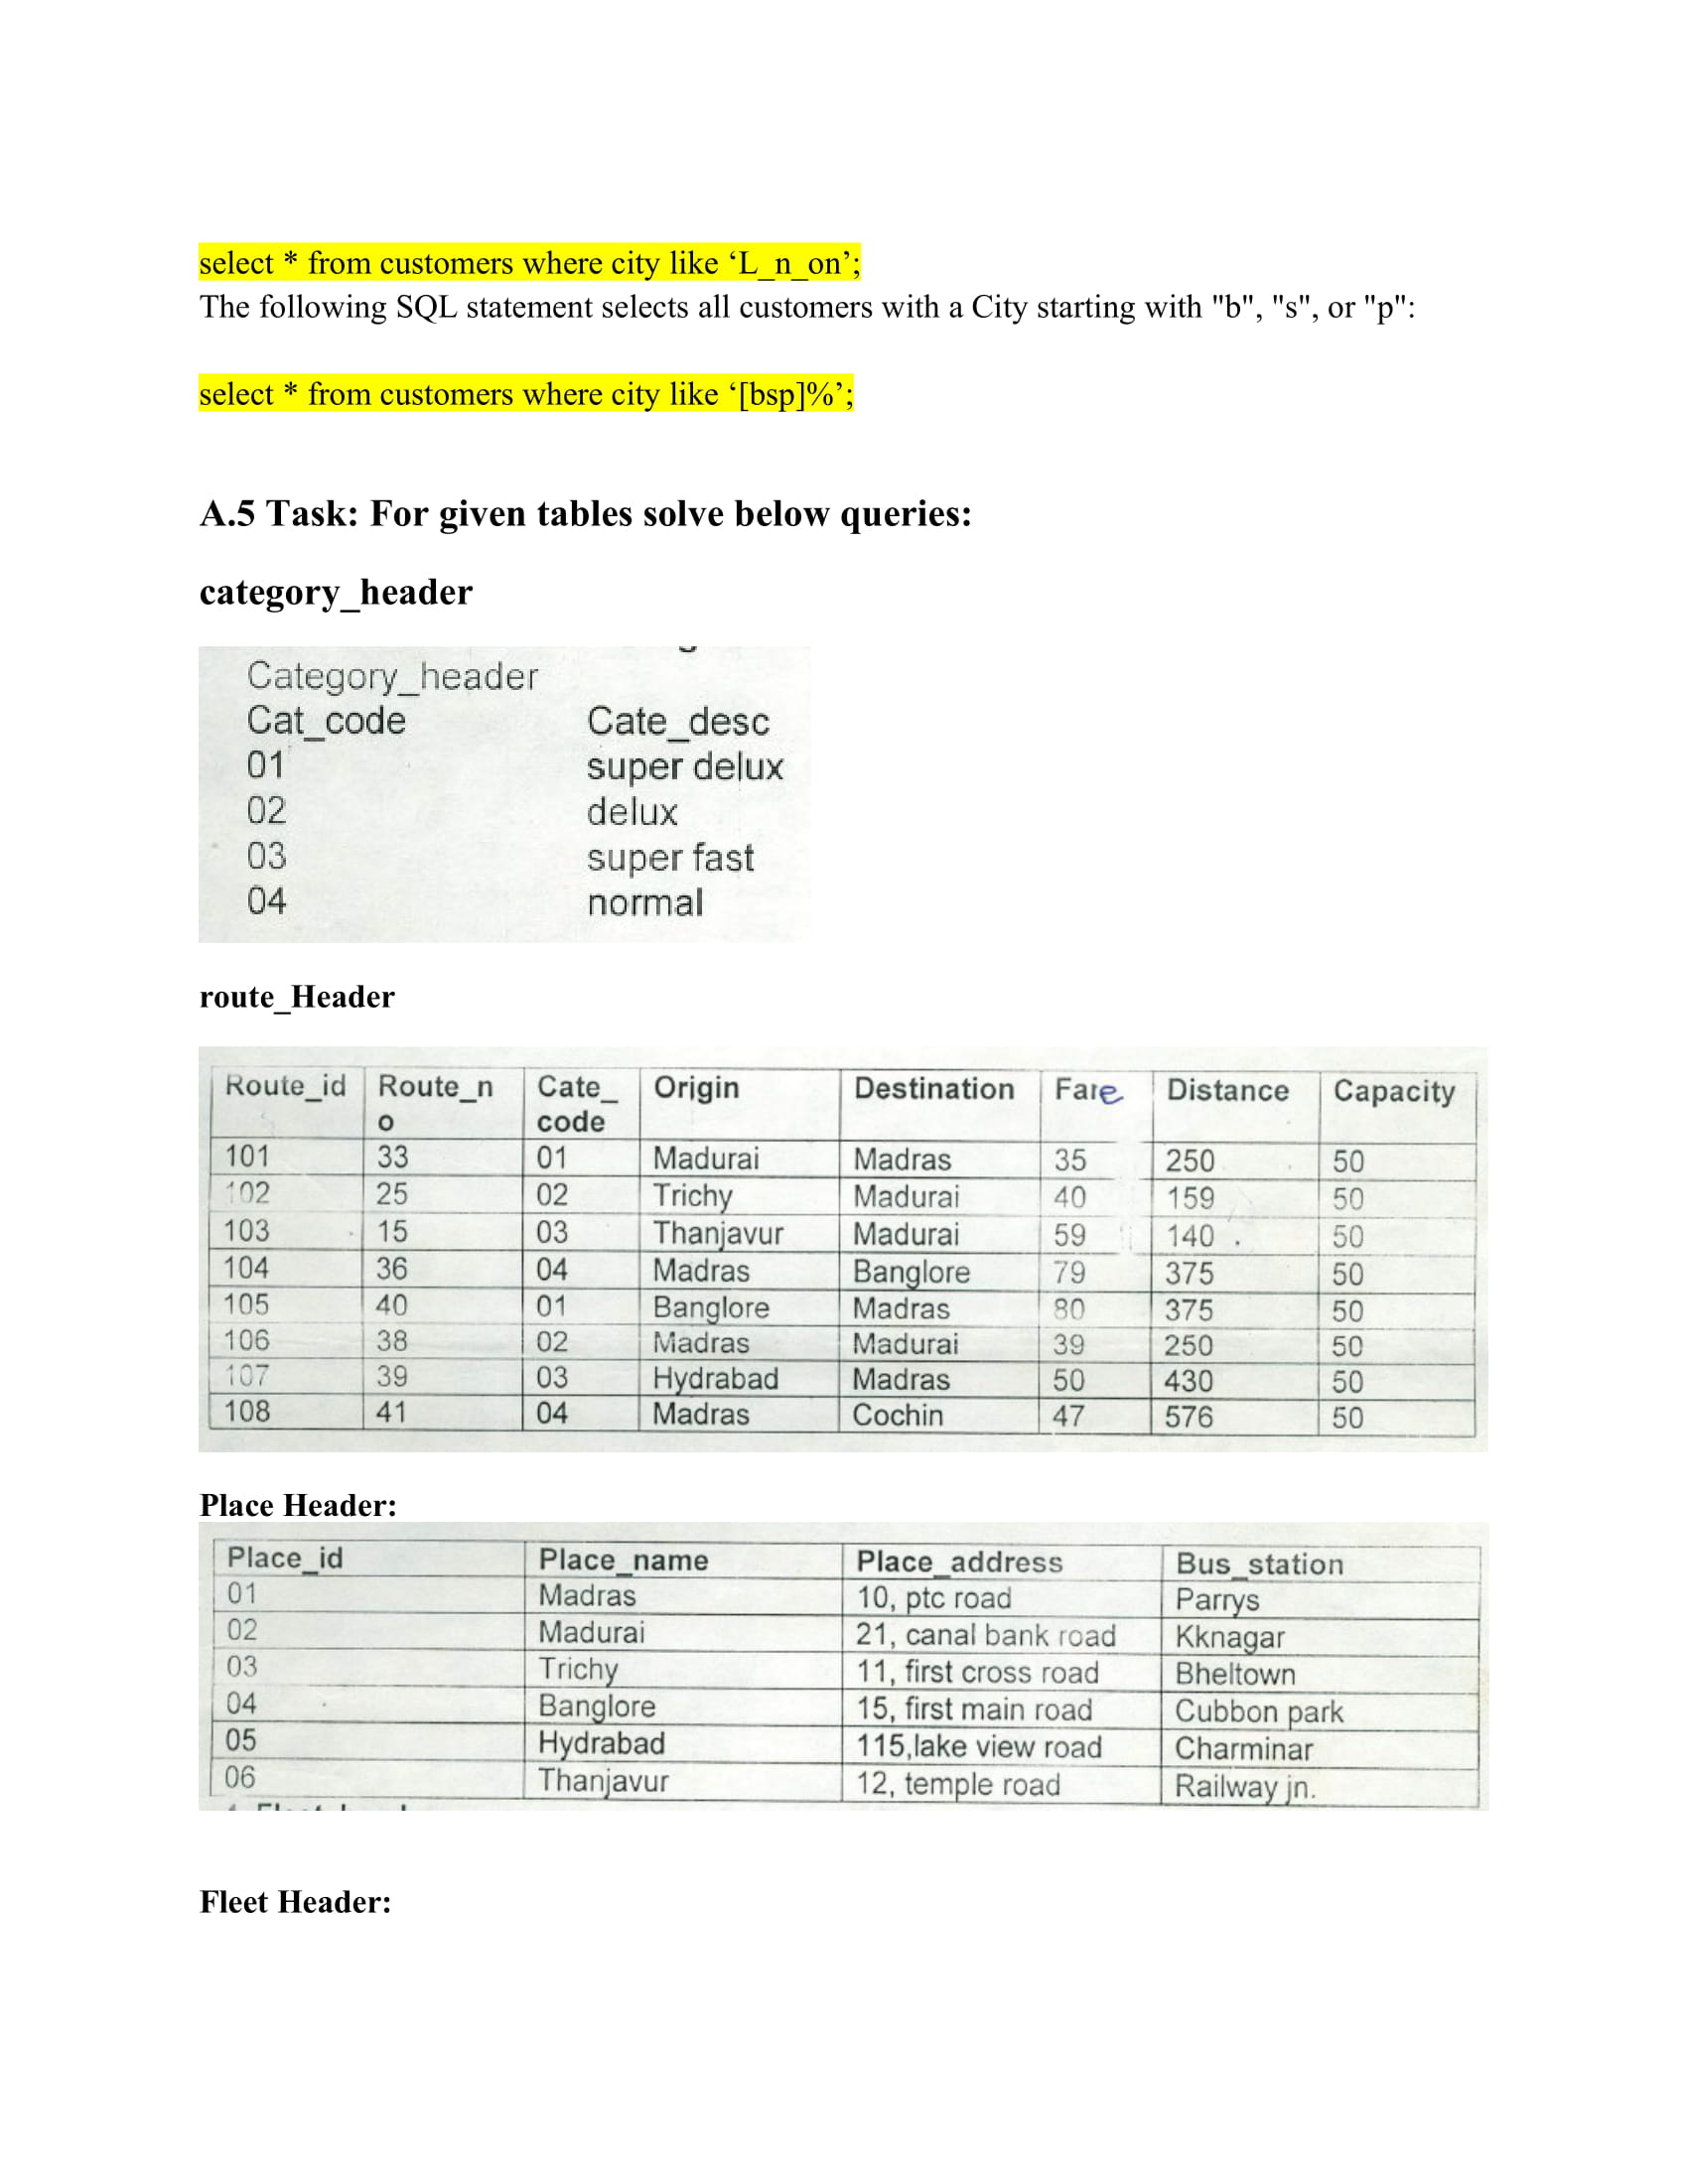 select * from customers where city like ‘L_n_on’;
The following SQL statement selects all customers with a City starting with "b", "s", or "p":
select * from customers where city like ‘[bsp]%’;
A.5 Task: For given tables solve below queries:
category_header
Category_header
Cat_code Cate_desc
01 super delux
02 delux
03 super fast
04 normal
route_Header
Route_id Route_n Cate_ Origin Destination Fare Distance Capacity
o code
101 33 01 Madurai Madras 35 250 50
102 25 02 Trichy Madurai 40 159 50
103 15 03 Thanjavur Madurai 59 140 50
104 36 04 Madras Banglore 79 375 50
105 40 01 Banglore Madras 80 375 50
106 38 02 Madras Madurai 39 250 50
107 39 03 Hydrabad Madras 50 430 50
108 41 04 Madras Cochin 47 576 50
Place Header:
Place_id Place_name Place_address Bus_station
01 Madras 10, ptc road Parrys
02 Madurai 21, canal bank road Kknagar
03 Trichy 11, first cross road Bheltown
04 Banglore 15, first main road Cubbon park
05 Hydrabad 115,lake view road Charminar
06 Thanjavur 12, temple road Railway jn.
Fleet Header: